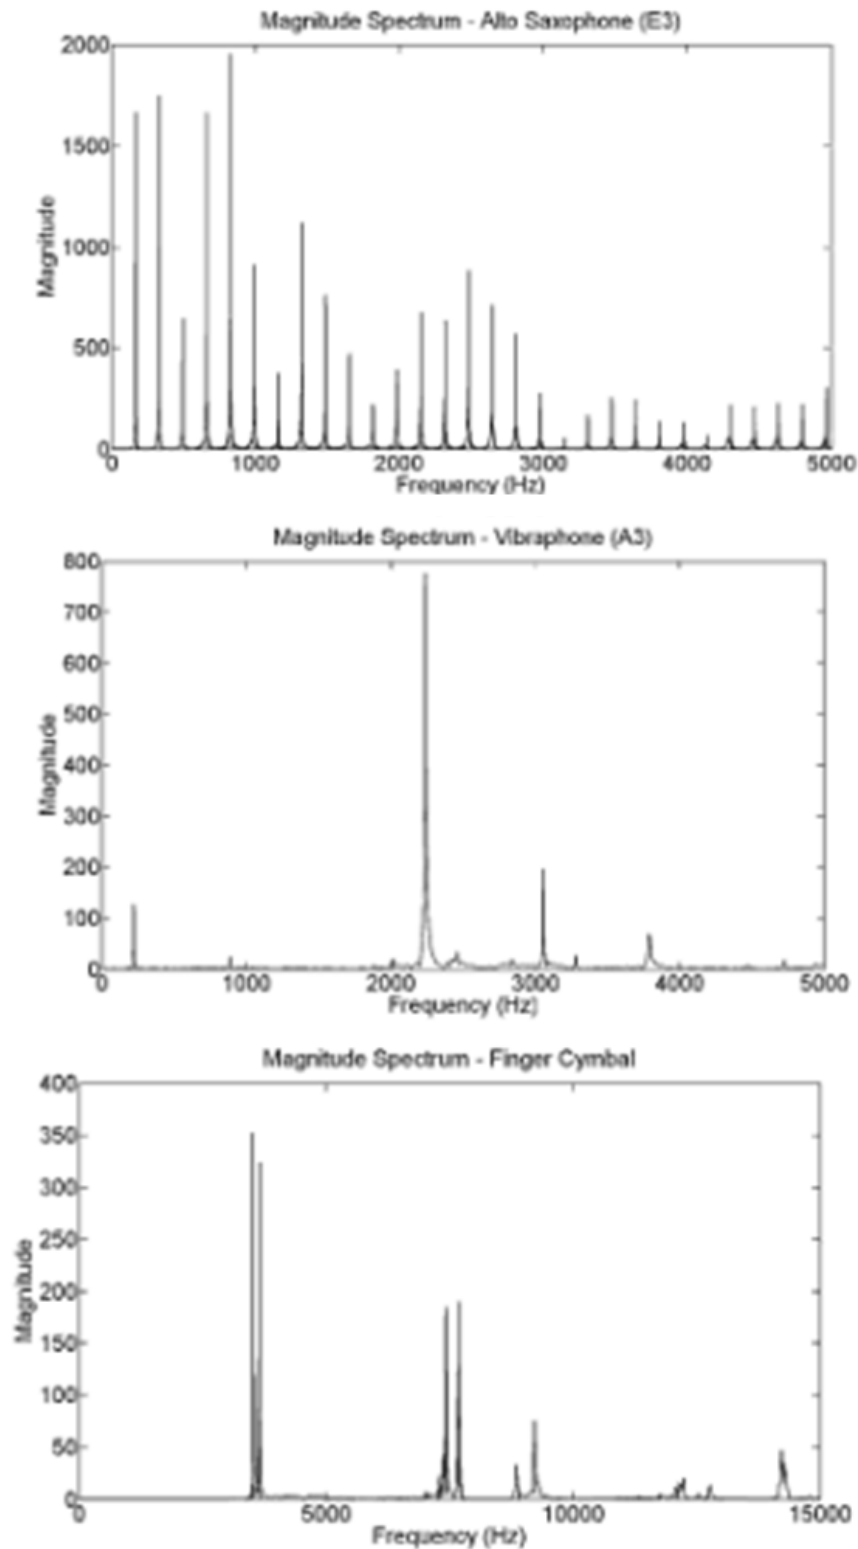 Magnitude Spectrum - Alto Saxophone (E3)
2000
1500
1000
500
0
Magnitude
0 1000 2000 3000 4000 5000
Frequency (Hz)
Magnitude Spectrum - Vibraphone (A3)
800
700
600
500
400
300
200
100
0
Magnitude
0 1000 2000 3000 4000 5000
Frequency (Hz)
Magnitude Spectrum - Finger Cymbal
400
350
300
250
200
150
100
50
0
Magnitude
0 5000 10000 15000
Frequency (Hz)